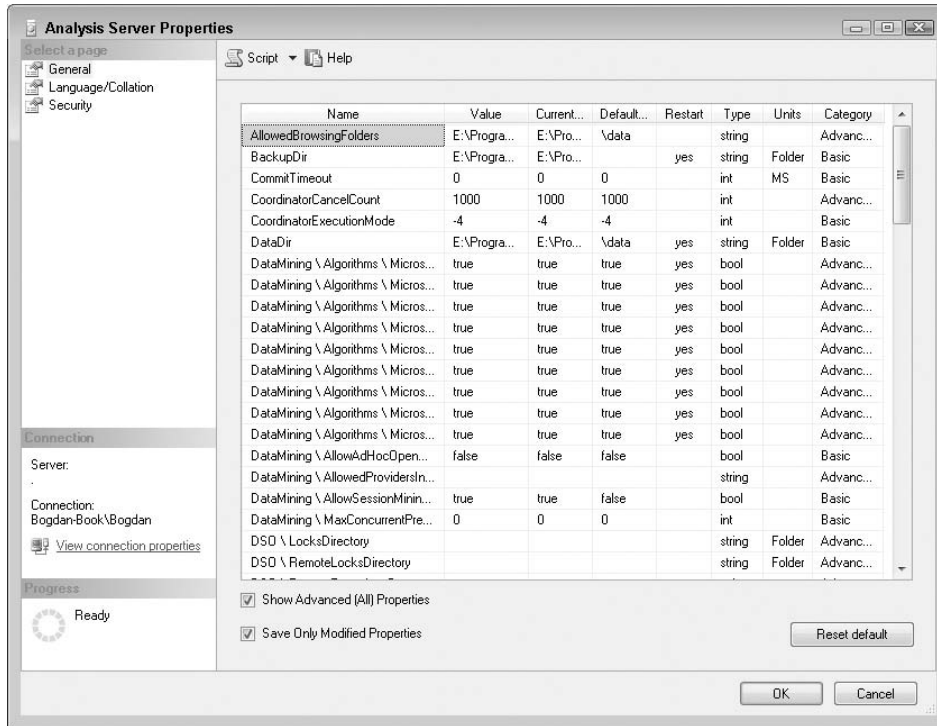 Analysis Server Properties
Select a page
General
Language/Collation
Security
Script Help
Name Value Current... Default... Restart Type Units Category
AllowedBrowsingFolders E:\Progra... E:\Pro... \data string Advanc...
BackupDir E:\Progra... E:\Pro... yes string Folder Basic
CommitTimeout 0 0 0 int MS Basic
CoordinatorCancelCount 1000 1000 1000 int Advanc...
CoordinatorExecutionMode -4 -4 -4 int Basic
DataDir E:\Progra... E:\Pro... \data yes string Folder Basic
DataMining \ Algorithms \ Micros... true true true yes bool Advanc...
DataMining \ Algorithms \ Micros... true true true yes bool Advanc...
DataMining \ Algorithms \ Micros... true true true yes bool Advanc...
DataMining \ Algorithms \ Micros... true true true yes bool Advanc...
DataMining \ Algorithms \ Micros... true true true yes bool Advanc...
DataMining \ Algorithms \ Micros... true true true yes bool Advanc...
DataMining \ Algorithms \ Micros... true true true yes bool Advanc...
DataMining \ Algorithms \ Micros... true true true yes bool Advanc...
DataMining \ Algorithms \ Micros... true true true yes bool Advanc...
DataMining \ AllowAdHocOpen... false false false bool Basic
DataMining \ AllowedProvidersIn... string Advanc...
DataMining \ AllowSessionMinin... true true false bool Basic
DataMining \ MaxConcurrentPre... 0 0 0 int Basic
DSO \ LocksDirectory string Folder Advanc...
DSO \ RemoteLocksDirectory string Folder Advanc...
Connection
Server:
.
Connection:
Bogdan-Book\Bogdan
View connection properties
Progress
Ready
Show Advanced (All) Properties
Save Only Modified Properties
Reset default
OK Cancel